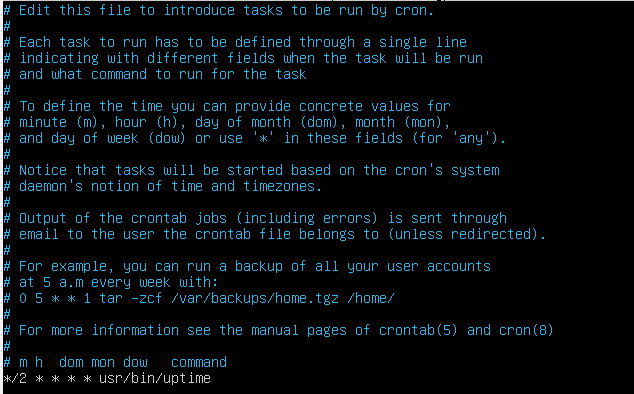 # Edit this file to introduce tasks to be run by cron.
#
# Each task to run has to be defined through a single line
# indicating with different fields when the task will be run
# and what command to run for the task
#
# To define the time you can provide concrete values for
# minute (m), hour (h), day of month (dom), month (mon),
# and day of week (dow) or use '*' in these fields (for 'any').
#
# Notice that tasks will be started based on the cron's system
# daemon's notion of time and timezones.
#
# Output of the crontab jobs (including errors) is sent through
# email to the user the crontab file belongs to (unless redirected).
#
# For example, you can run a backup of all your user accounts
# at 5 a.m every week with:
# 0 5 * * 1 tar -zcf /var/backups/home.tgz /home/
#
# For more information see the manual pages of crontab(5) and cron(8)
#
# m h  dom mon dow   command
*/2 * * * * usr/bin/uptime